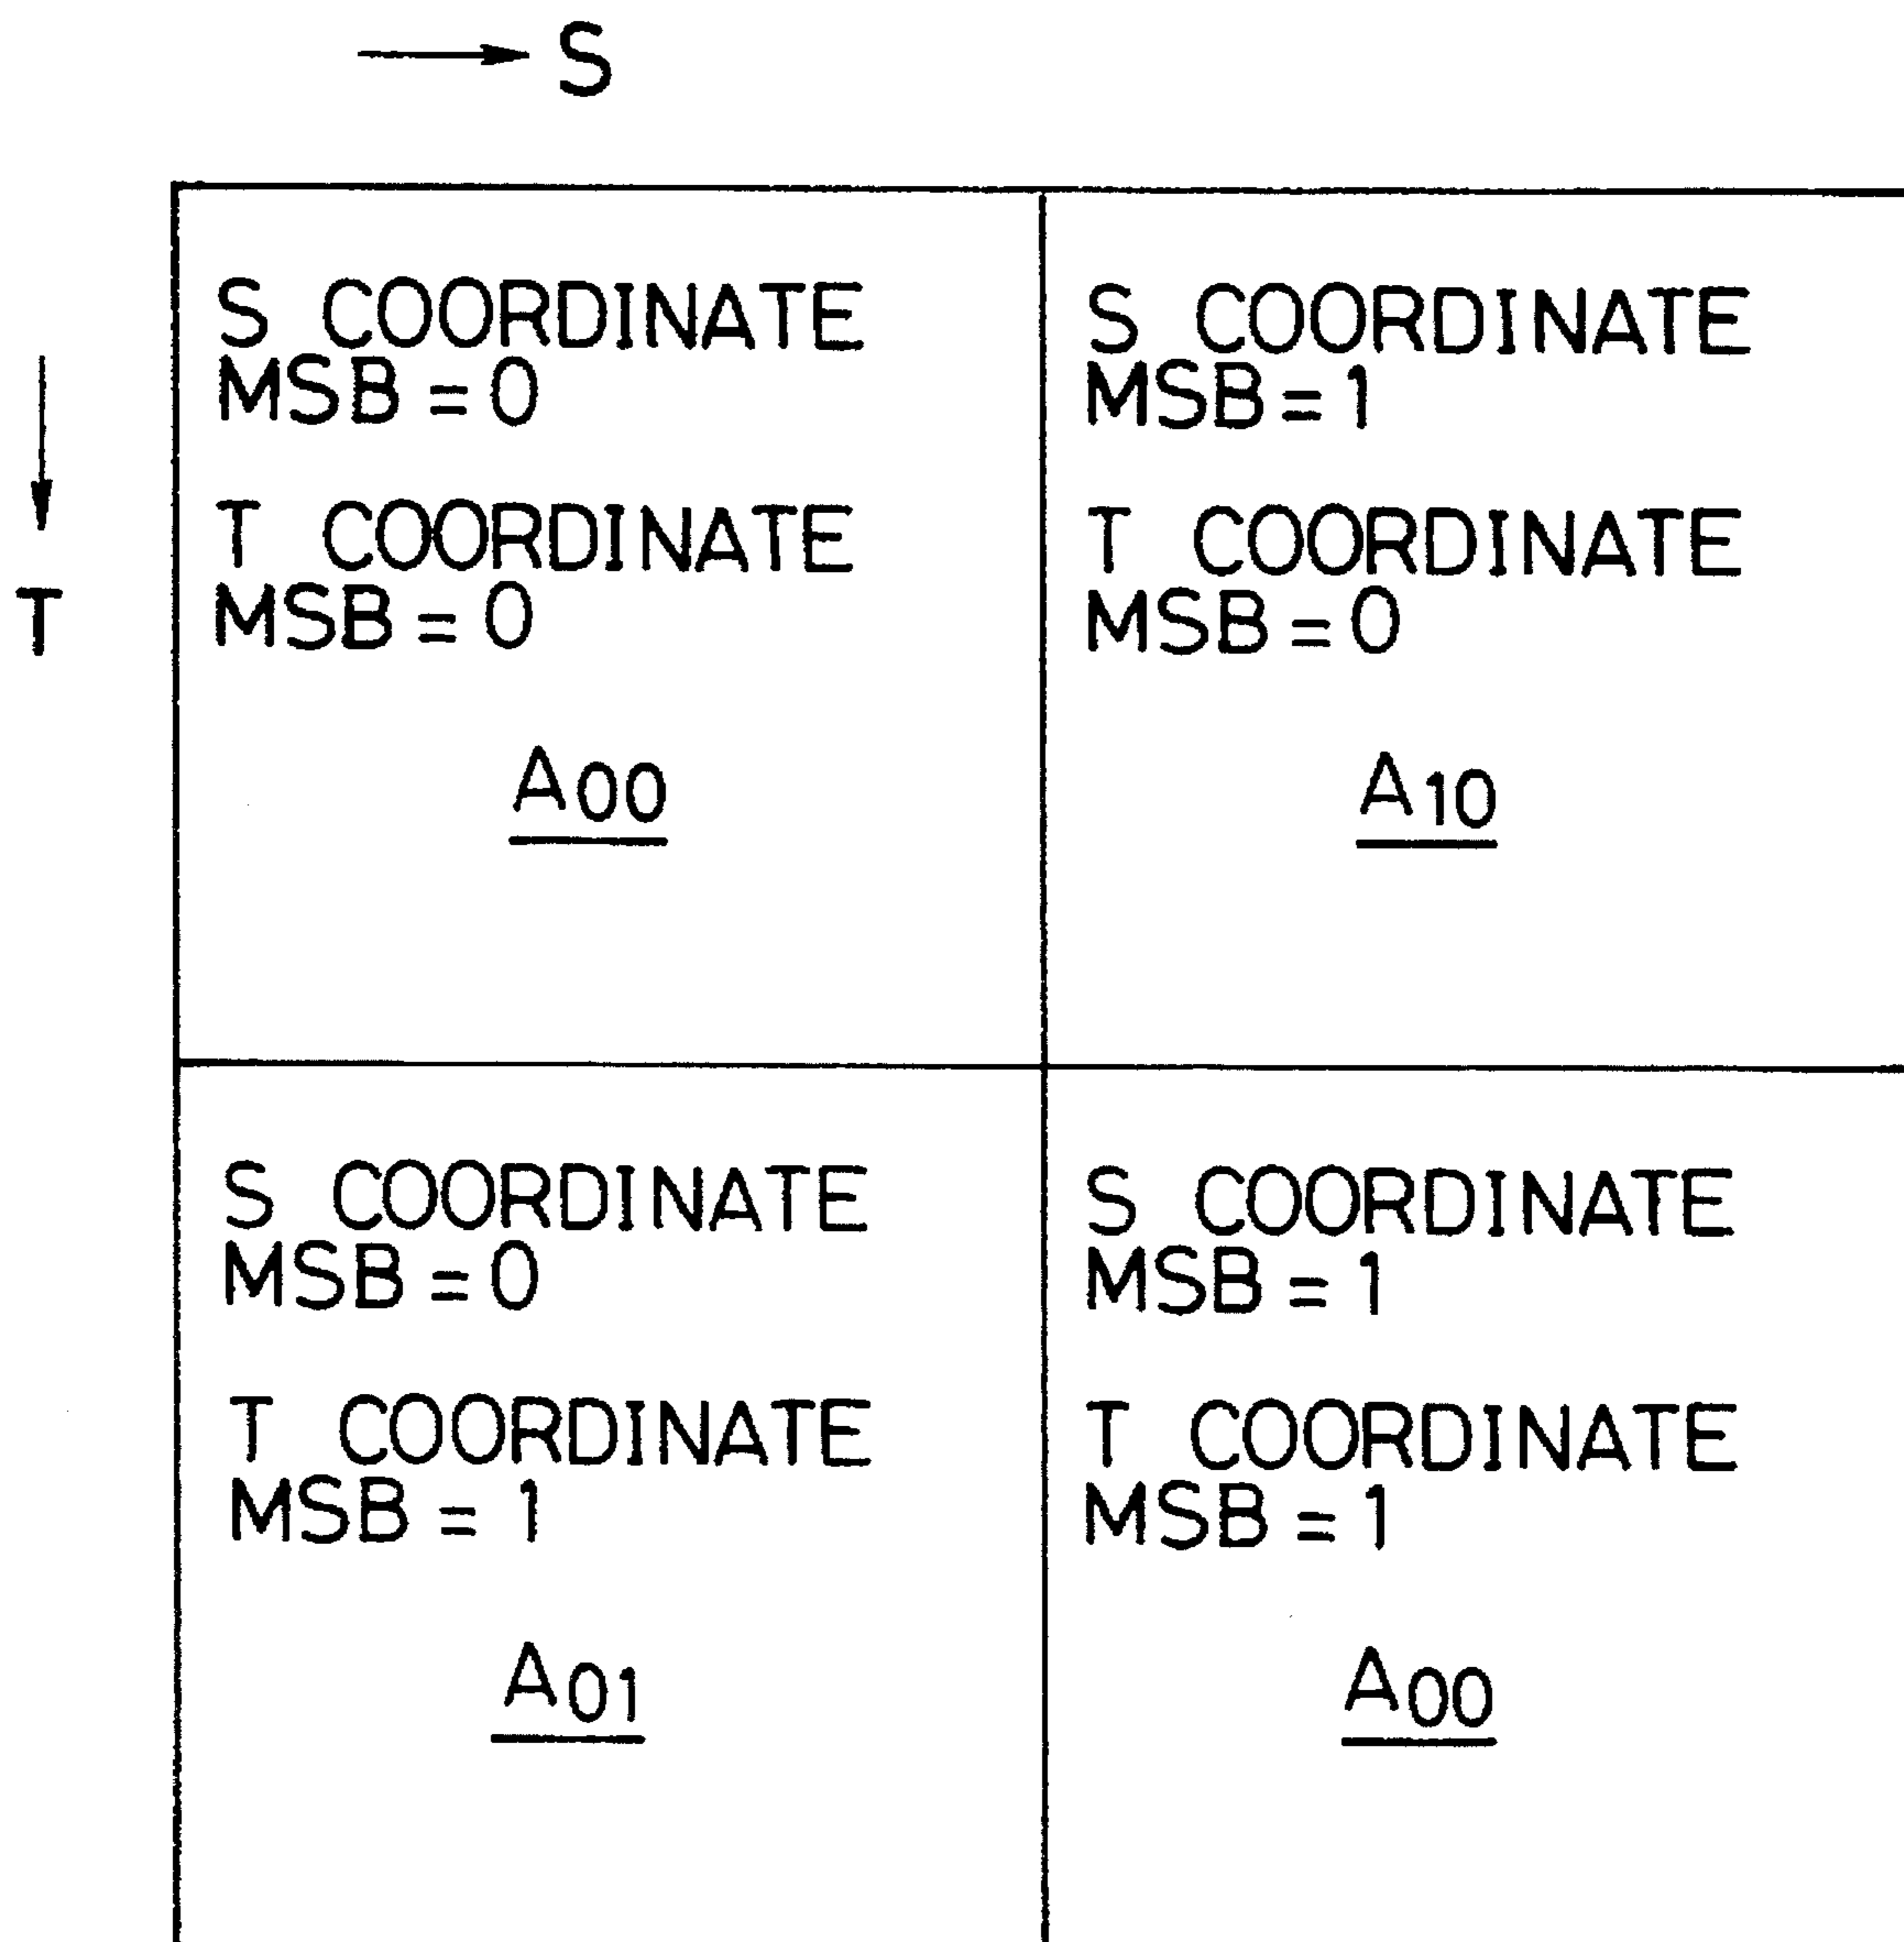 S
T
S COORDINATE
MSB = 0
T COORDINATE
MSB = 0
A00
S COORDINATE
MSB = 1
T COORDINATE
MSB = 0
A10
S COORDINATE
MSB = 0
T COORDINATE
MSB = 1
A01
S COORDINATE
MSB = 1
T COORDINATE
MSB = 1
A00